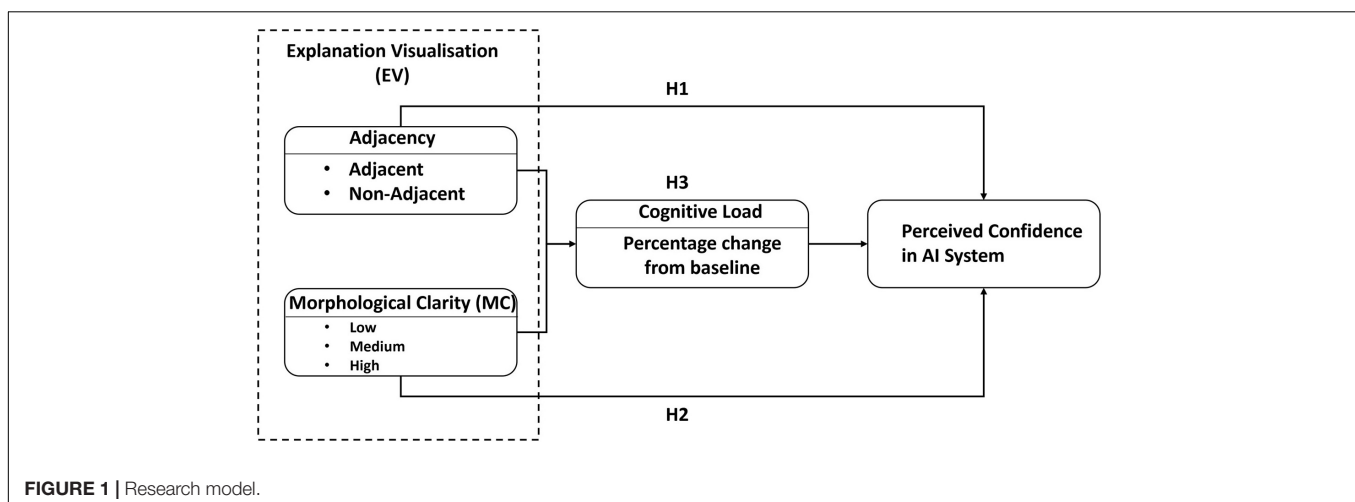 Explanation Visualisation
(EV)
H1
Adjacency
• Adjacent
• Non-Adjacent
H3
Cognitive Load
Percentage change
from baseline
Perceived Confidence
in AI System
Morphological Clarity (MC)
• Low
• Medium
• High
H2
FIGURE 1 | Research model.